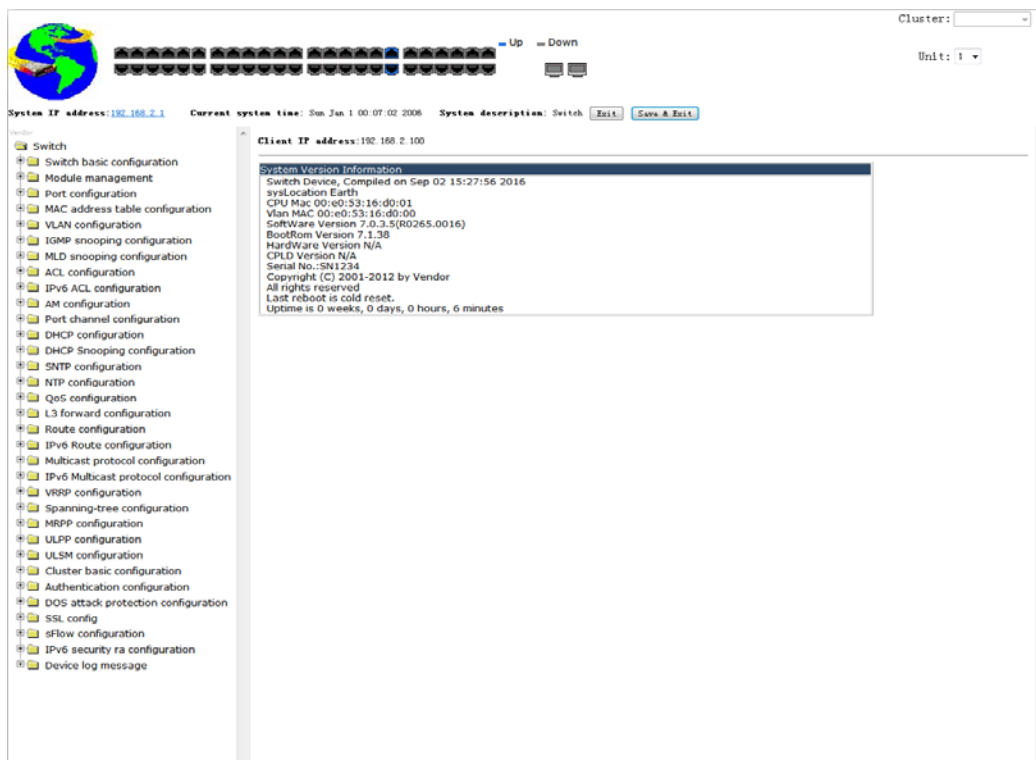 Cluster:
Up Down
Unit: 1
System IP address:192.168.2.1 Current system time: Sun Jan 1 00:07:02 2006 System description: Switch Exit Save & Exit
Vendor
Switch
Switch basic configuration
Module management
Port configuration
MAC address table configuration
VLAN configuration
IGMP snooping configuration
MLD snooping configuration
ACL configuration
IPv6 ACL configuration
AM configuration
Port channel configuration
DHCP configuration
DHCP Snooping configuration
SNTP configuration
NTP configuration
QoS configuration
L3 forward configuration
Route configuration
IPv6 Route configuration
Multicast protocol configuration
IPv6 Multicast protocol configuration
VRRP configuration
Spanning-tree configuration
MRPP configuration
ULPP configuration
ULSM configuration
Cluster basic configuration
Authentication configuration
DOS attack protection configuration
SSL config
sFlow configuration
IPv6 security ra configuration
Device log message
Client IP address:192.168.2.100
System Version Information
Switch Device, Compiled on Sep 02 15:27:56 2016
sysLocation Earth
CPU Mac 00:e0:53:16:d0:01
Vlan MAC 00:e0:53:16:d0:00
SoftWare Version 7.0.3.5(R0265.0016)
BootRom Version 7.1.38
HardWare Version N/A
CPLD Version N/A
Serial No.:SN1234
Copyright (C) 2001-2012 by Vendor
All rights reserved
Last reboot is cold reset.
Uptime is 0 weeks, 0 days, 0 hours, 6 minutes